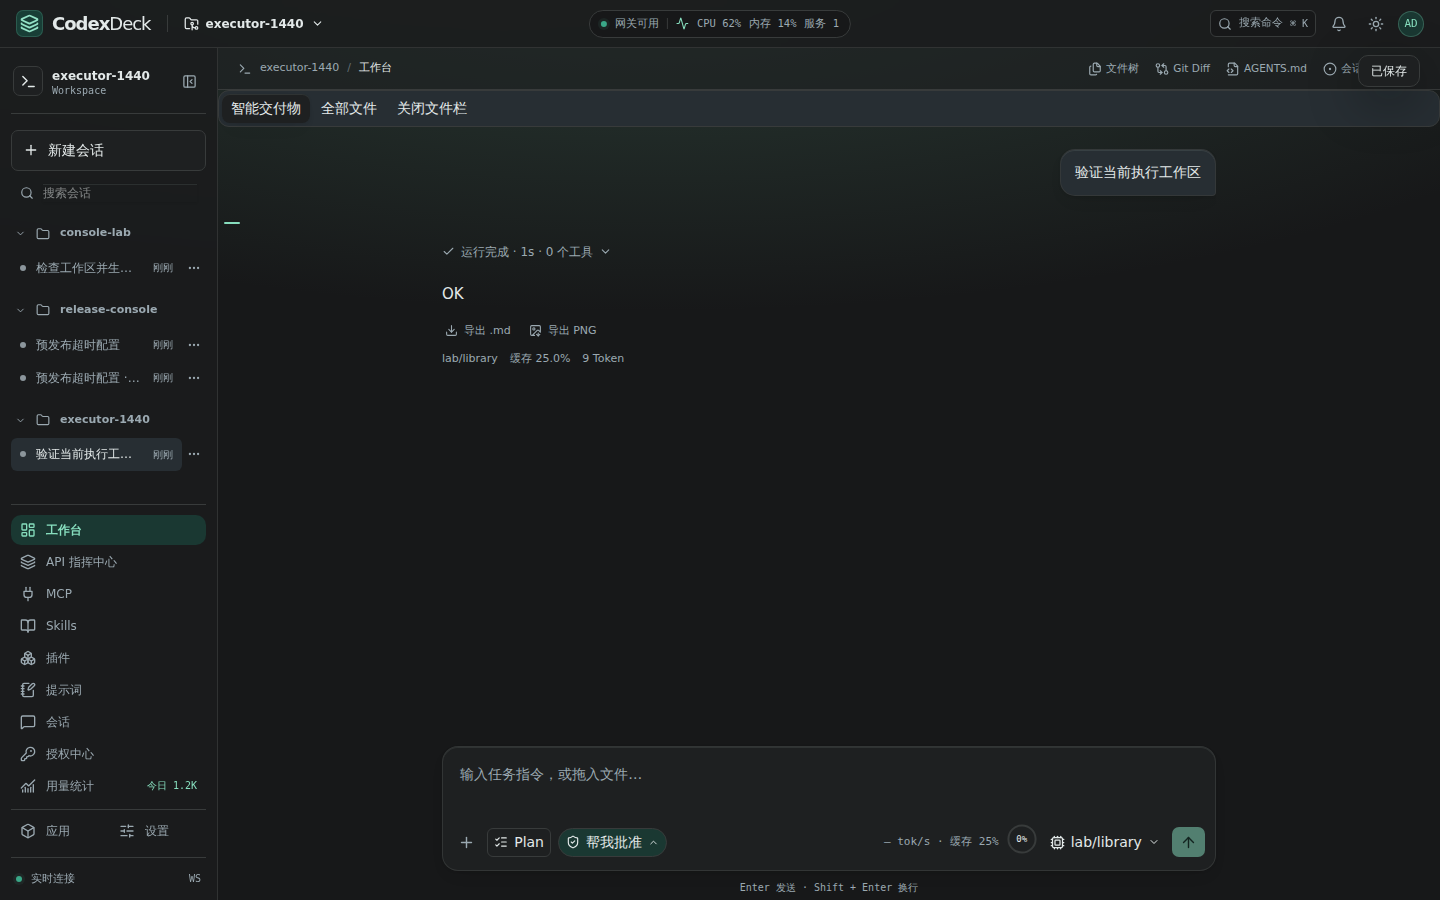 CodexDeck
executor-1440
网关可用
CPU 62% 内存 14% 服务 1
搜索命令 ⌘ K
AD
executor-1440
Workspace
executor-1440 / 工作台
文件树
Git Diff
AGENTS.md
会话
已保存
智能交付物
全部文件
关闭文件栏
新建会话
搜索会话
console-lab
检查工作区并生... 刚刚
release-console
预发布超时配置 刚刚
预发布超时配置 ·... 刚刚
executor-1440
验证当前执行工... 刚刚
工作台
API 指挥中心
MCP
Skills
插件
提示词
会话
授权中心
用量统计 今日 1.2K
应用
设置
实时连接
WS
验证当前执行工作区
运行完成 · 1s · 0 个工具
OK
导出 .md
导出 PNG
lab/library 缓存 25.0% 9 Token
输入任务指令，或拖入文件...
Plan
帮我批准
— tok/s · 缓存 25%
0%
lab/library
Enter 发送 · Shift + Enter 换行